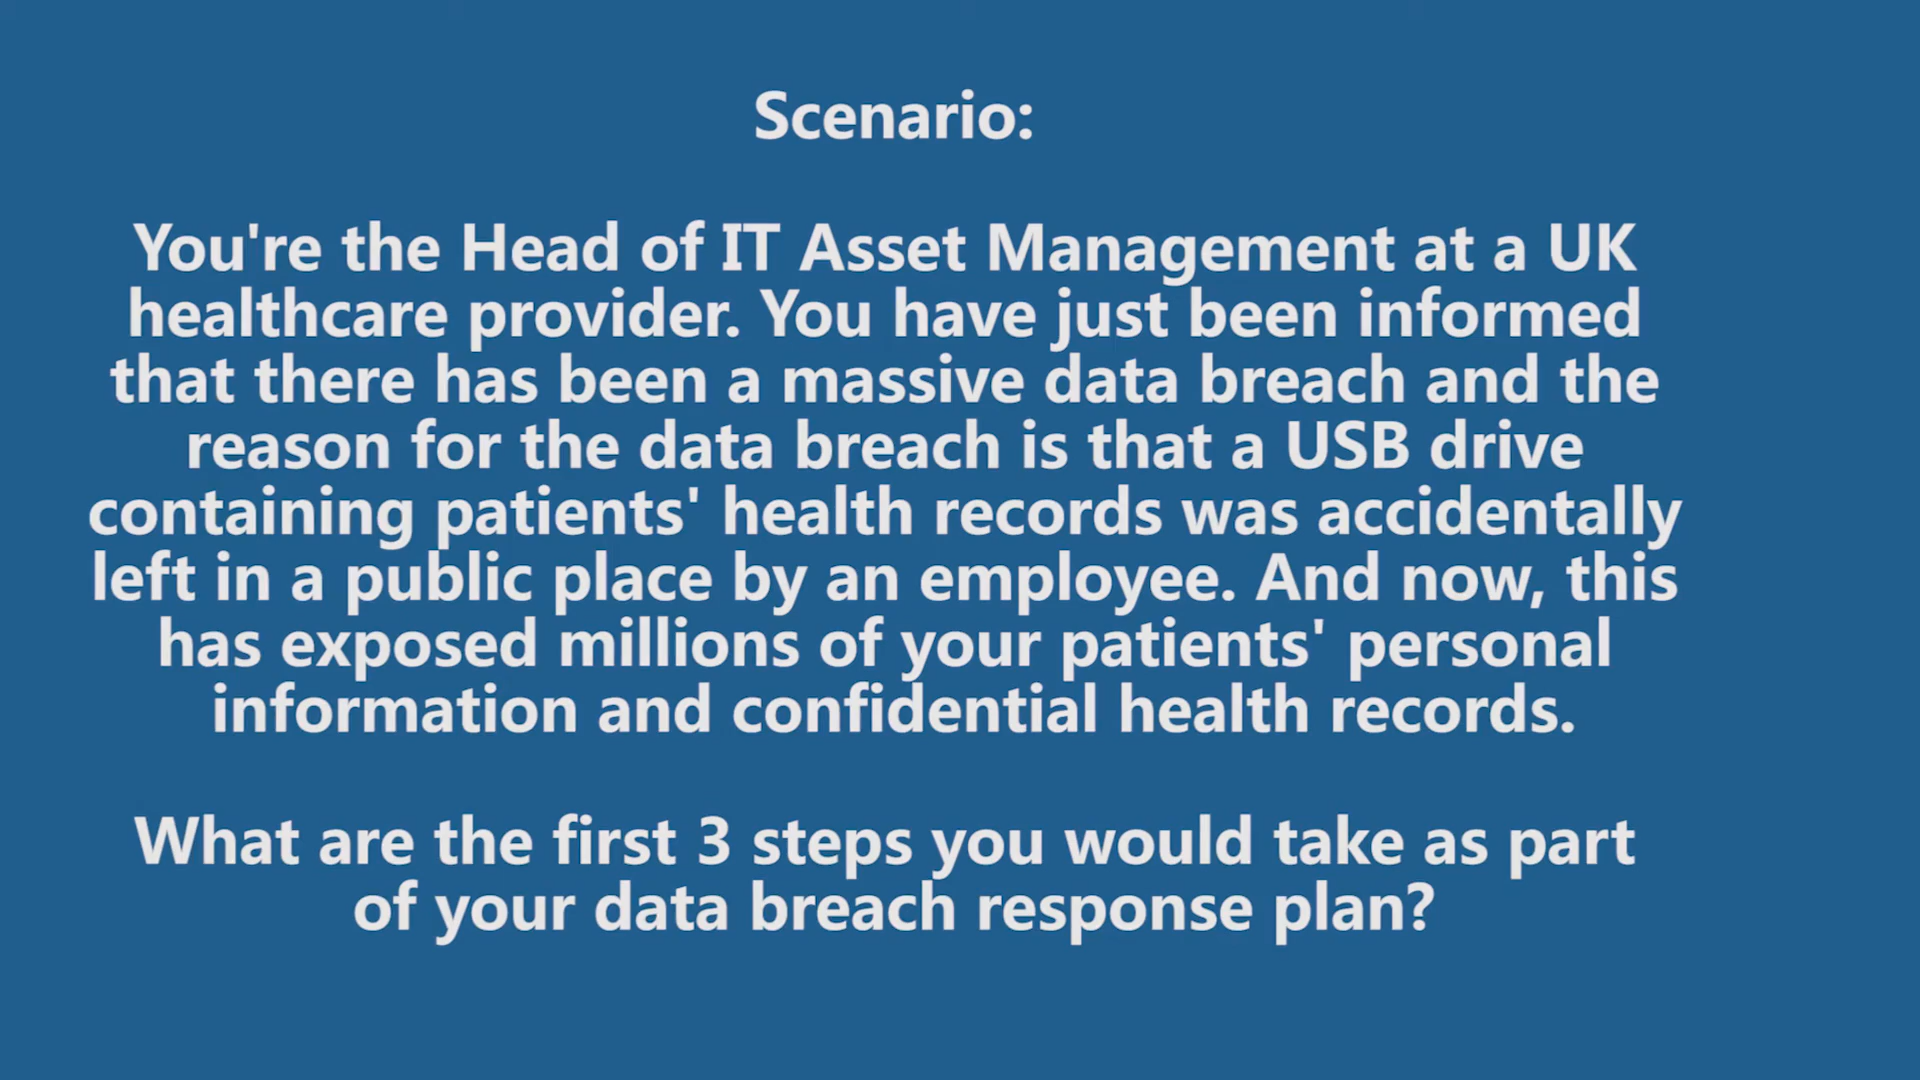 Scenario:
You're the Head of IT Asset Management at a UK
healthcare provider. You have just been informed
that there has been a massive data breach and the
reason for the data breach is that a USB drive
containing patients' health records was accidentally
left in a public place by an employee. And now, this
has exposed millions of your patients' personal
information and confidential health records.
What are the first 3 steps you would take as part
of your data breach response plan?